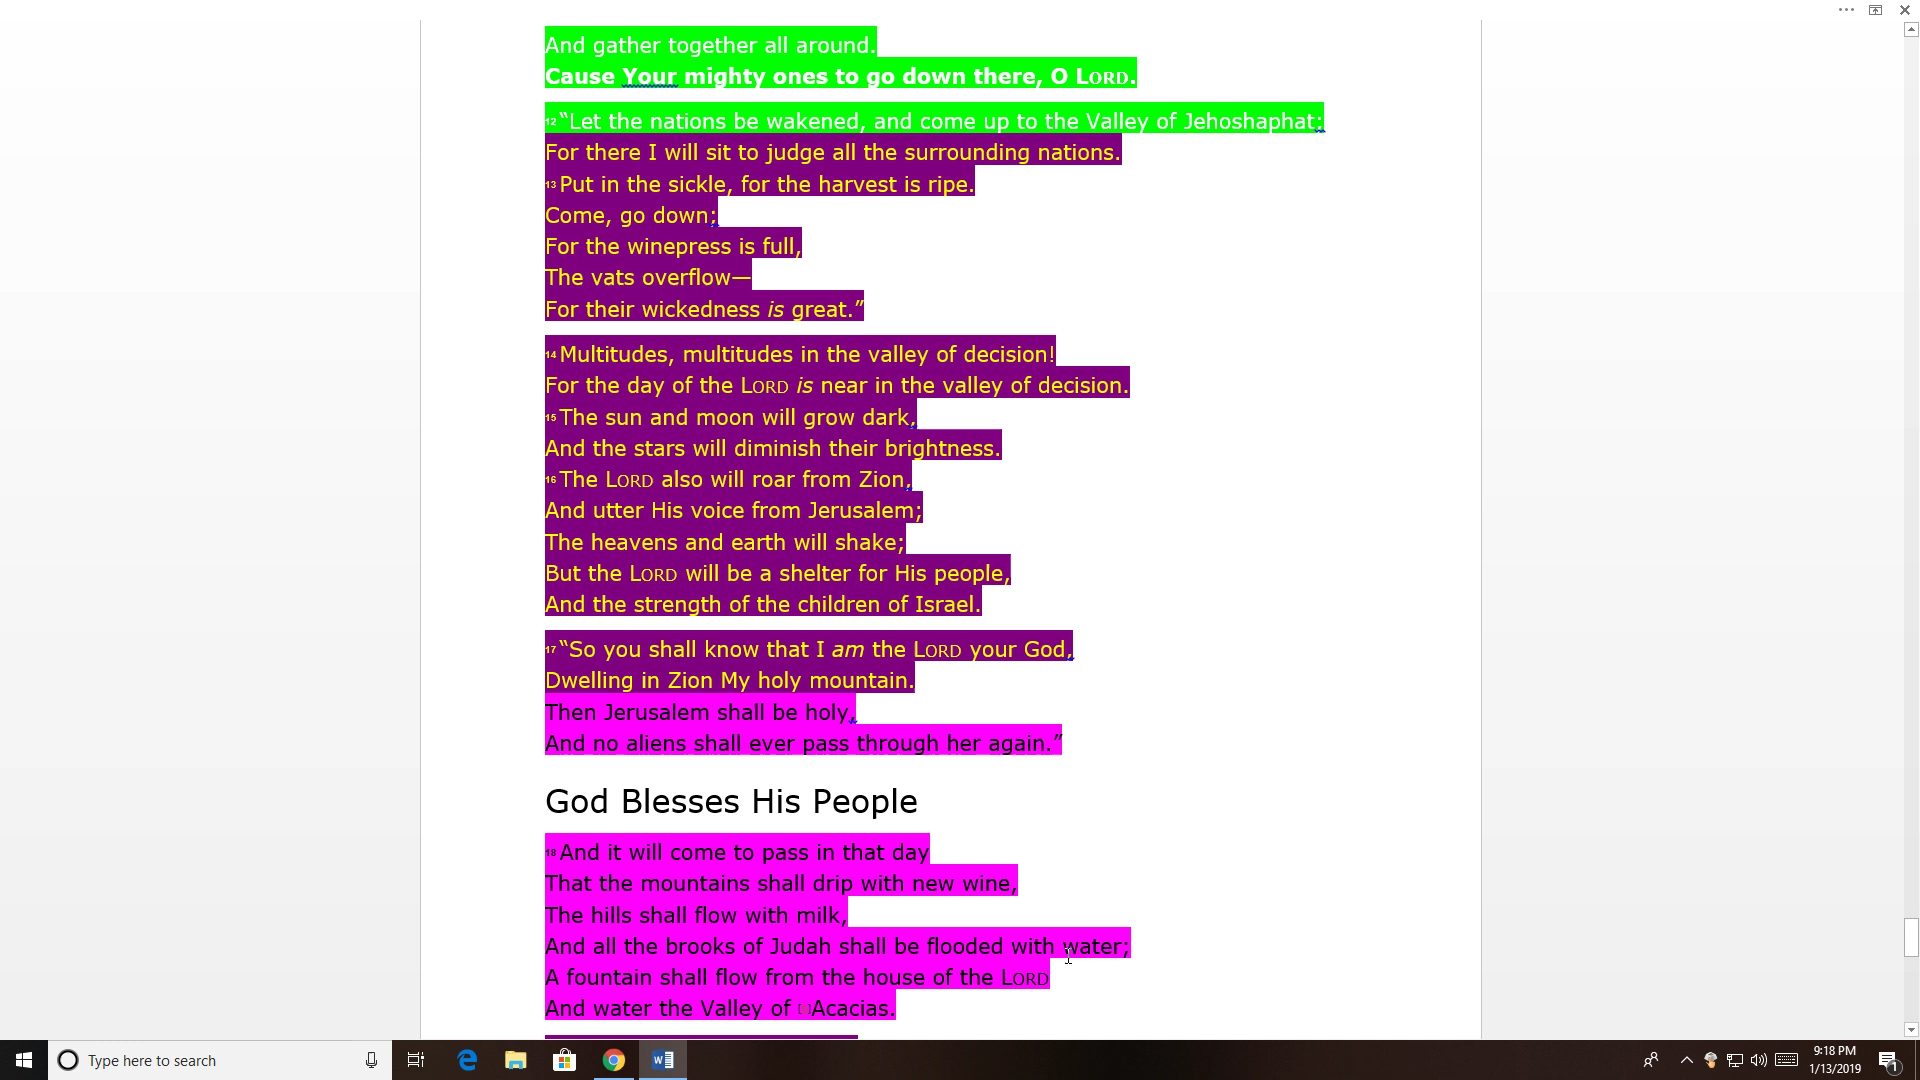 And gather together all around.
Cause Your mighty ones to go down there, O LORD.
12 “Let the nations be wakened, and come up to the Valley of Jehoshaphat;
For there I will sit to judge all the surrounding nations.
13 Put in the sickle, for the harvest is ripe.
Come, go down;
For the winepress is full,
The vats overflow—
For their wickedness is great.”
14 Multitudes, multitudes in the valley of decision!
For the day of the LORD is near in the valley of decision.
15 The sun and moon will grow dark,
And the stars will diminish their brightness.
16 The LORD also will roar from Zion,
And utter His voice from Jerusalem;
The heavens and earth will shake;
But the LORD will be a shelter for His people,
And the strength of the children of Israel.
17 “So you shall know that I am the LORD your God,
Dwelling in Zion My holy mountain.
Then Jerusalem shall be holy,
And no aliens shall ever pass through her again.”
God Blesses His People
18 And it will come to pass in that day
That the mountains shall drip with new wine,
The hills shall flow with milk,
And all the brooks of Judah shall be flooded with water;
A fountain shall flow from the house of the LORD
And water the Valley of Acacias.
Type here to search
9:18 PM
1/13/2019
1